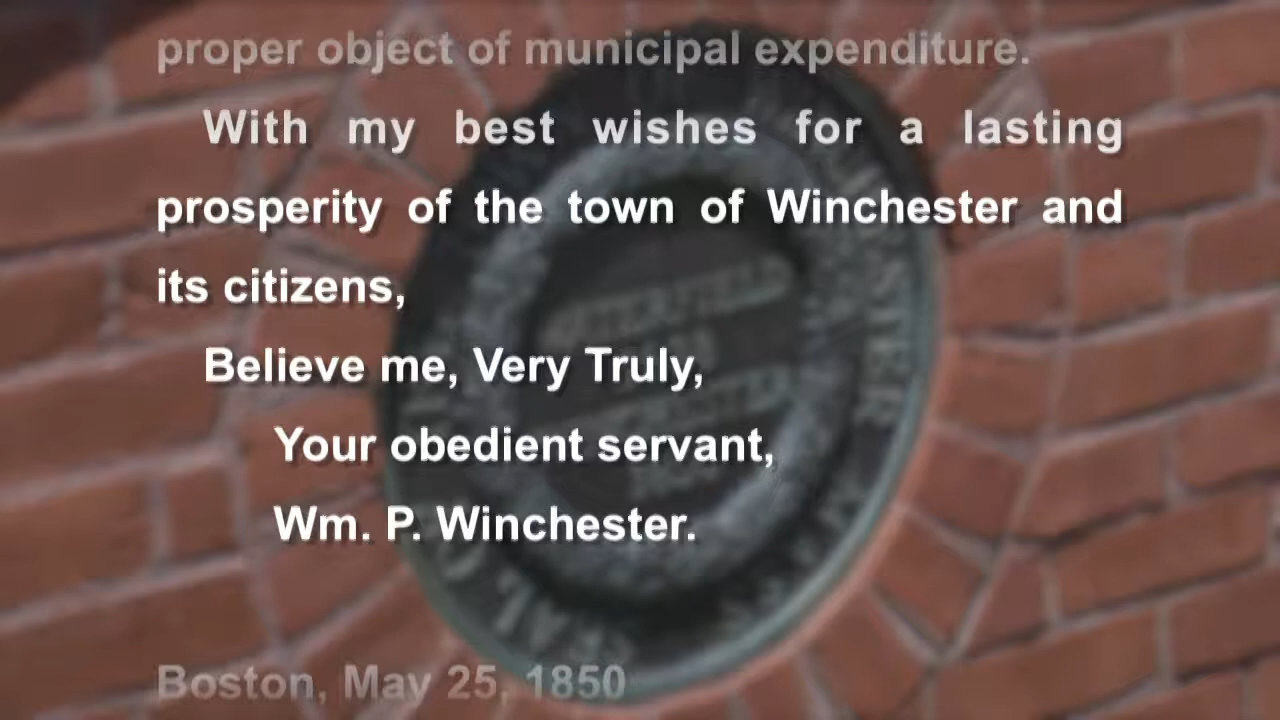 proper object of municipal expenditure.
With my best wishes for a lasting
prosperity of the town of Winchester and
its citizens,
Believe me, Very Truly,
Your obedient servant,
Wm. P. Winchester.
Boston, May 25, 1850